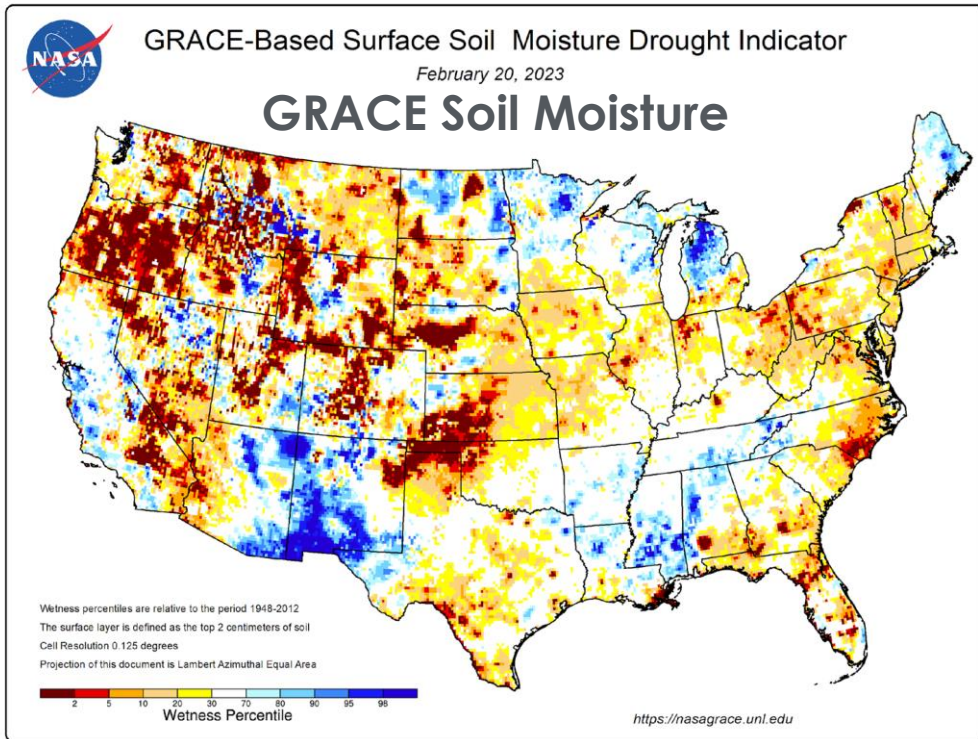 NASA
GRACE-Based Surface Soil Moisture Drought Indicator
February 20, 2023
GRACE Soil Moisture
Wetness percentiles are relative to the period 1948-2012
The surface layer is defined as the top 2 centimeters of soil
Cell Resolution 0.125 degrees
Projection of this document is Lambert Azimuthal Equal Area
2 5 10 20 30 70 80 90 95 98
Wetness Percentile
https://nasagrace.unl.edu